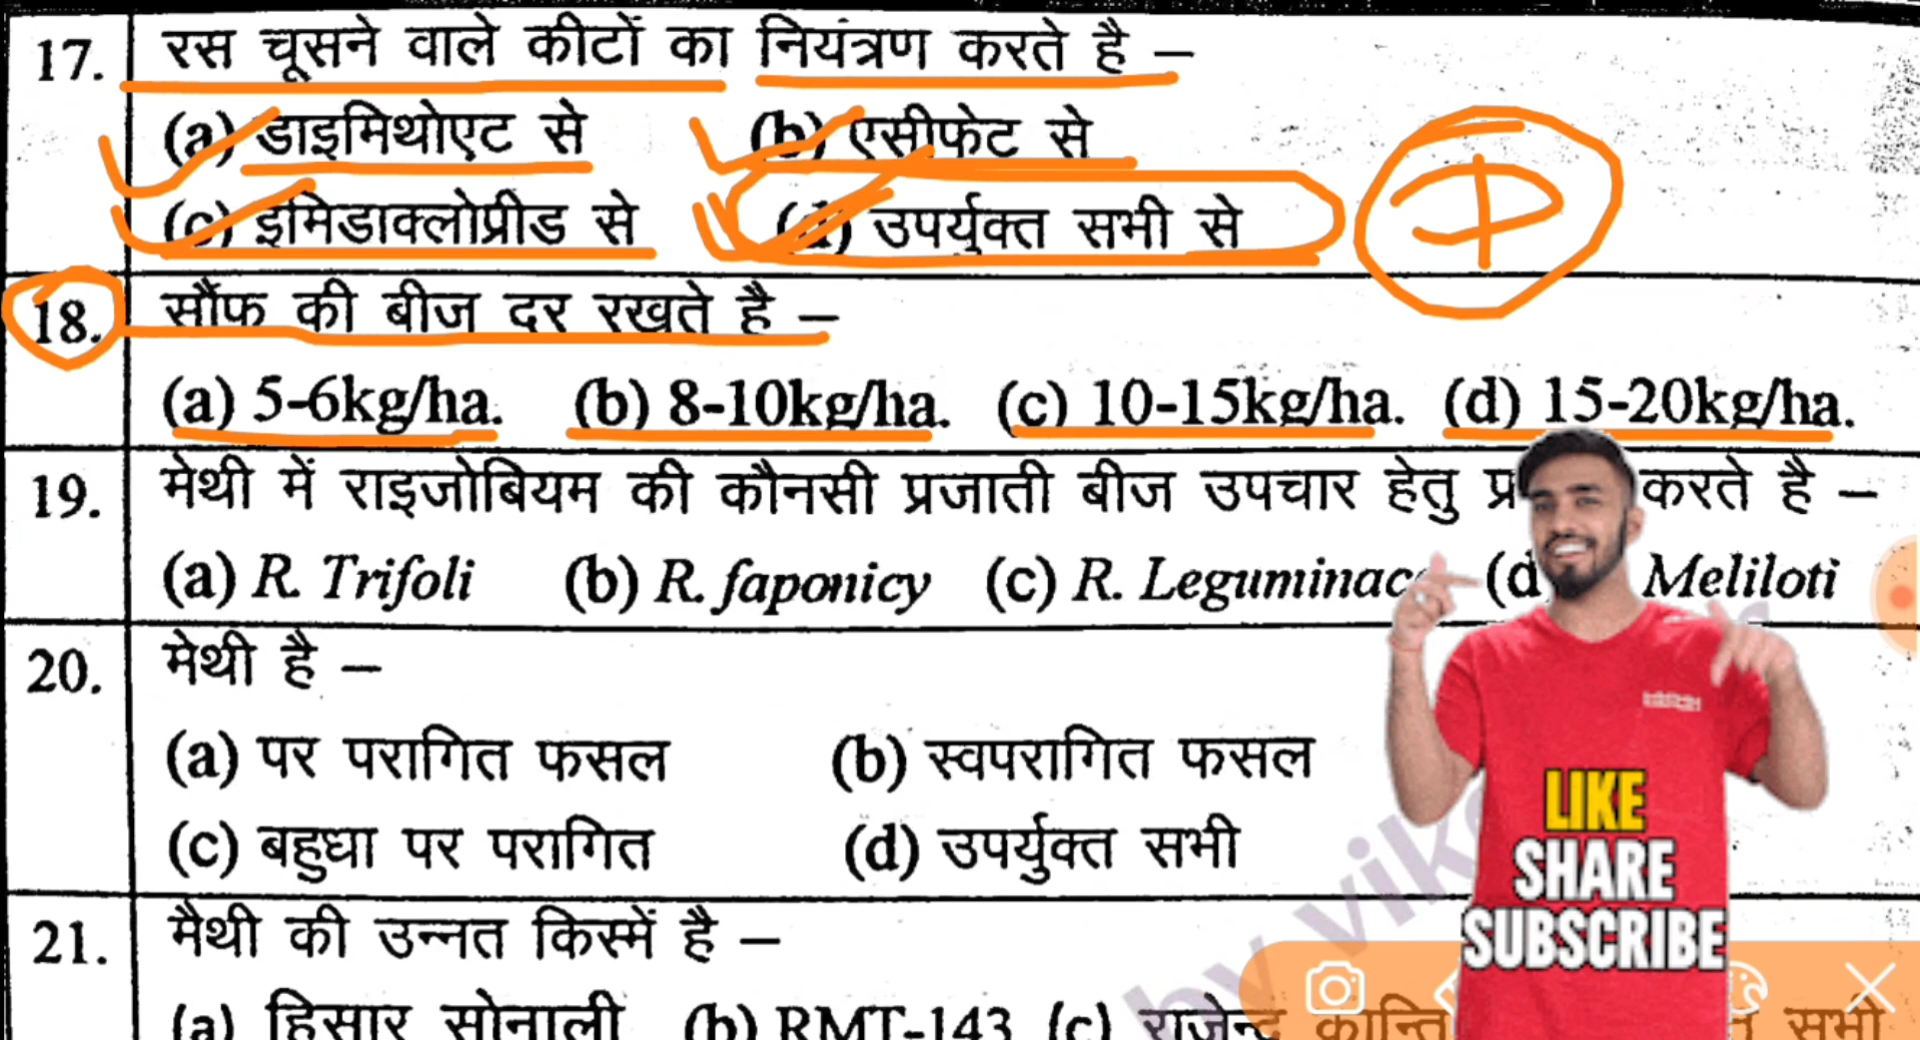 17. रस चूसने वाले कीटों का नियंत्रण करते है –
(a) डाइमिथोएट से (b) एसीफेट से
(c) इमिडाक्लोप्रीड से (d) उपर्युक्त सभी से D
18. सौंफ की बीज दर रखते है –
(a) 5-6kg/ha. (b) 8-10kg/ha. (c) 10-15kg/ha. (d) 15-20kg/ha.
19. मेथी में राइजोबियम की कौनसी प्रजाती बीज उपचार हेतु करते है –
(a) R. Trifoli (b) R. faponicy (c) R. (d Meliloti
20. मेथी है –
(a) पर परागित फसल (b) स्वपरागित फसल
(c) बहुधा पर परागित (d) उपर्युक्त सभी
21. मैथी की उन्नत किस्में है –
(a) हिसार सोनाली (b) RMT-143 (c) राजेन्द्र कान्ति सभी
by
LIKE
SHARE
SUBSCRIBE